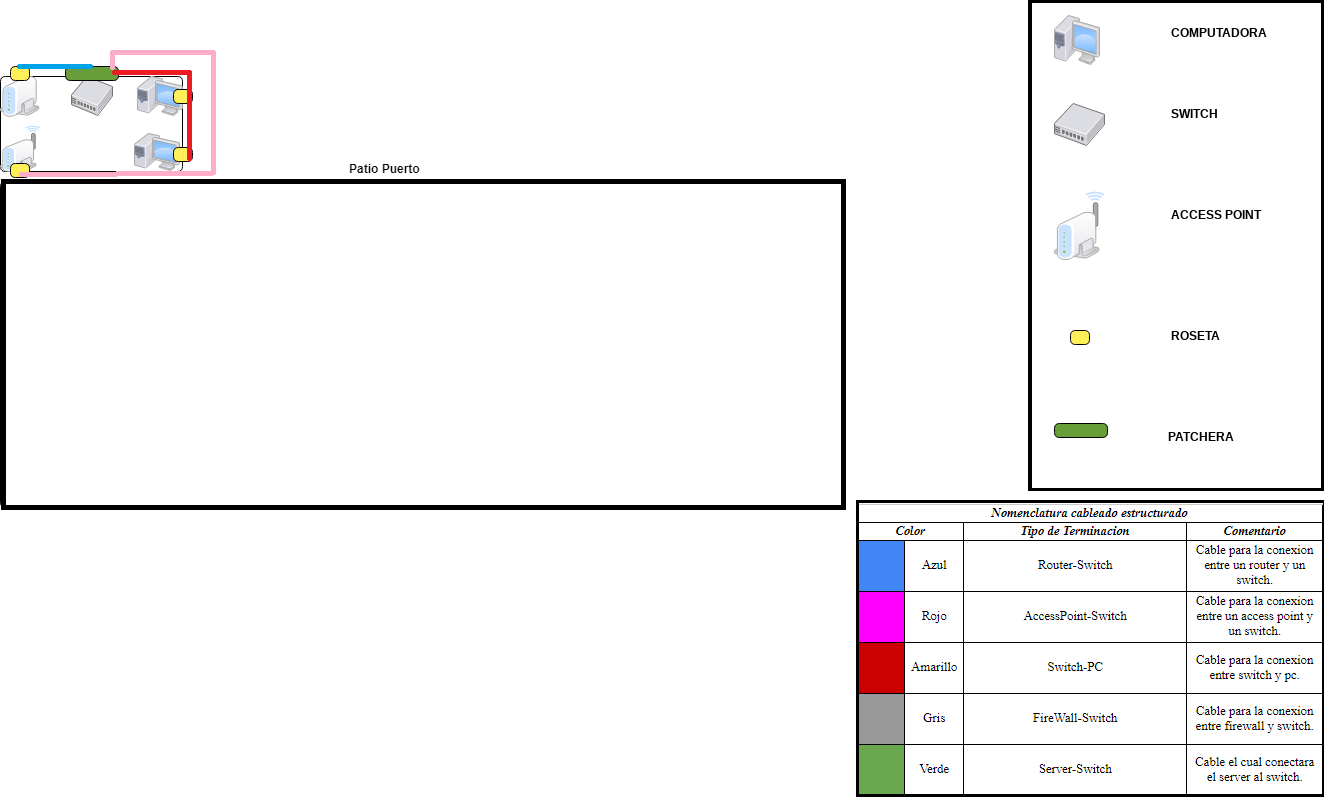 COMPUTADORA
SWITCH
Patio Puerto
ACCESS POINT
ROSETA
PATCHERA
Nomenclatura cableado estructurado
Color Tipo de Terminacion Comentario
Azul Router-Switch Cable para la conexion
entre un router y un
switch.
Rojo AccessPoint-Switch Cable para la conexion
entre un access point y
un switch.
Amarillo Switch-PC Cable para la conexion
entre switch y pc.
Gris FireWall-Switch Cable para la conexion
entre firewall y switch.
Verde Server-Switch Cable el cual conectara
el server al switch.